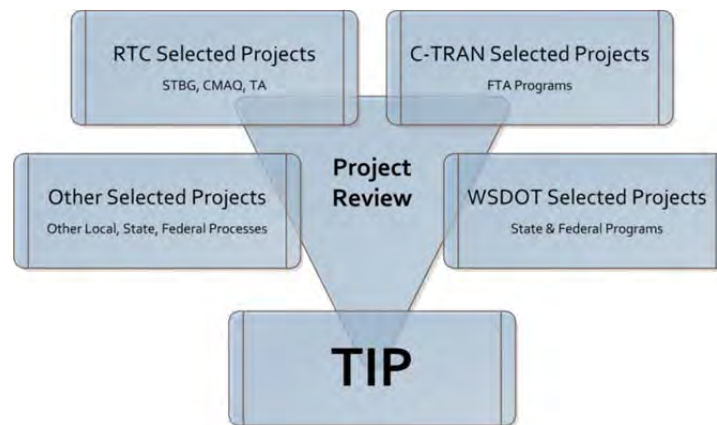 RTC Selected Projects
STBG, CMAQ, TA
C-TRAN Selected Projects
FTA Programs
Project
Review
Other Selected Projects
Other Local, State, Federal Processes
WSDOT Selected Projects
State & Federal Programs
TIP